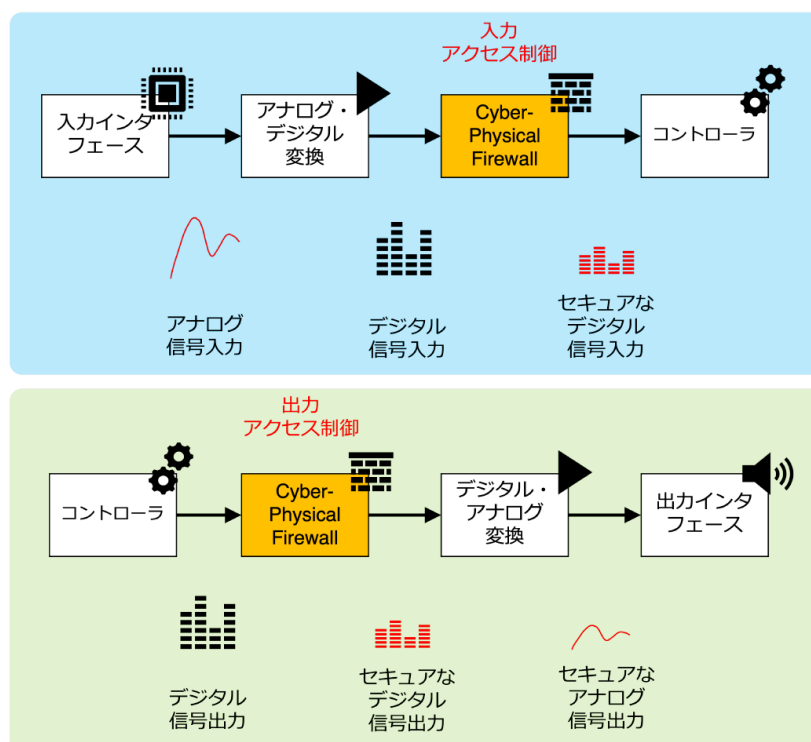 入力
アクセス制御
入力インタ
フェース
アナログ・
デジタル
変換
Cyber-
Physical
Firewall
コントローラ
アナログ
信号入力
デジタル
信号入力
セキュアな
デジタル
信号入力
出力
アクセス制御
コントローラ
Cyber-
Physical
Firewall
デジタル・
アナログ
変換
出力インタ
フェース
デジタル
信号出力
セキュアな
デジタル
信号出力
セキュアな
アナログ
信号出力